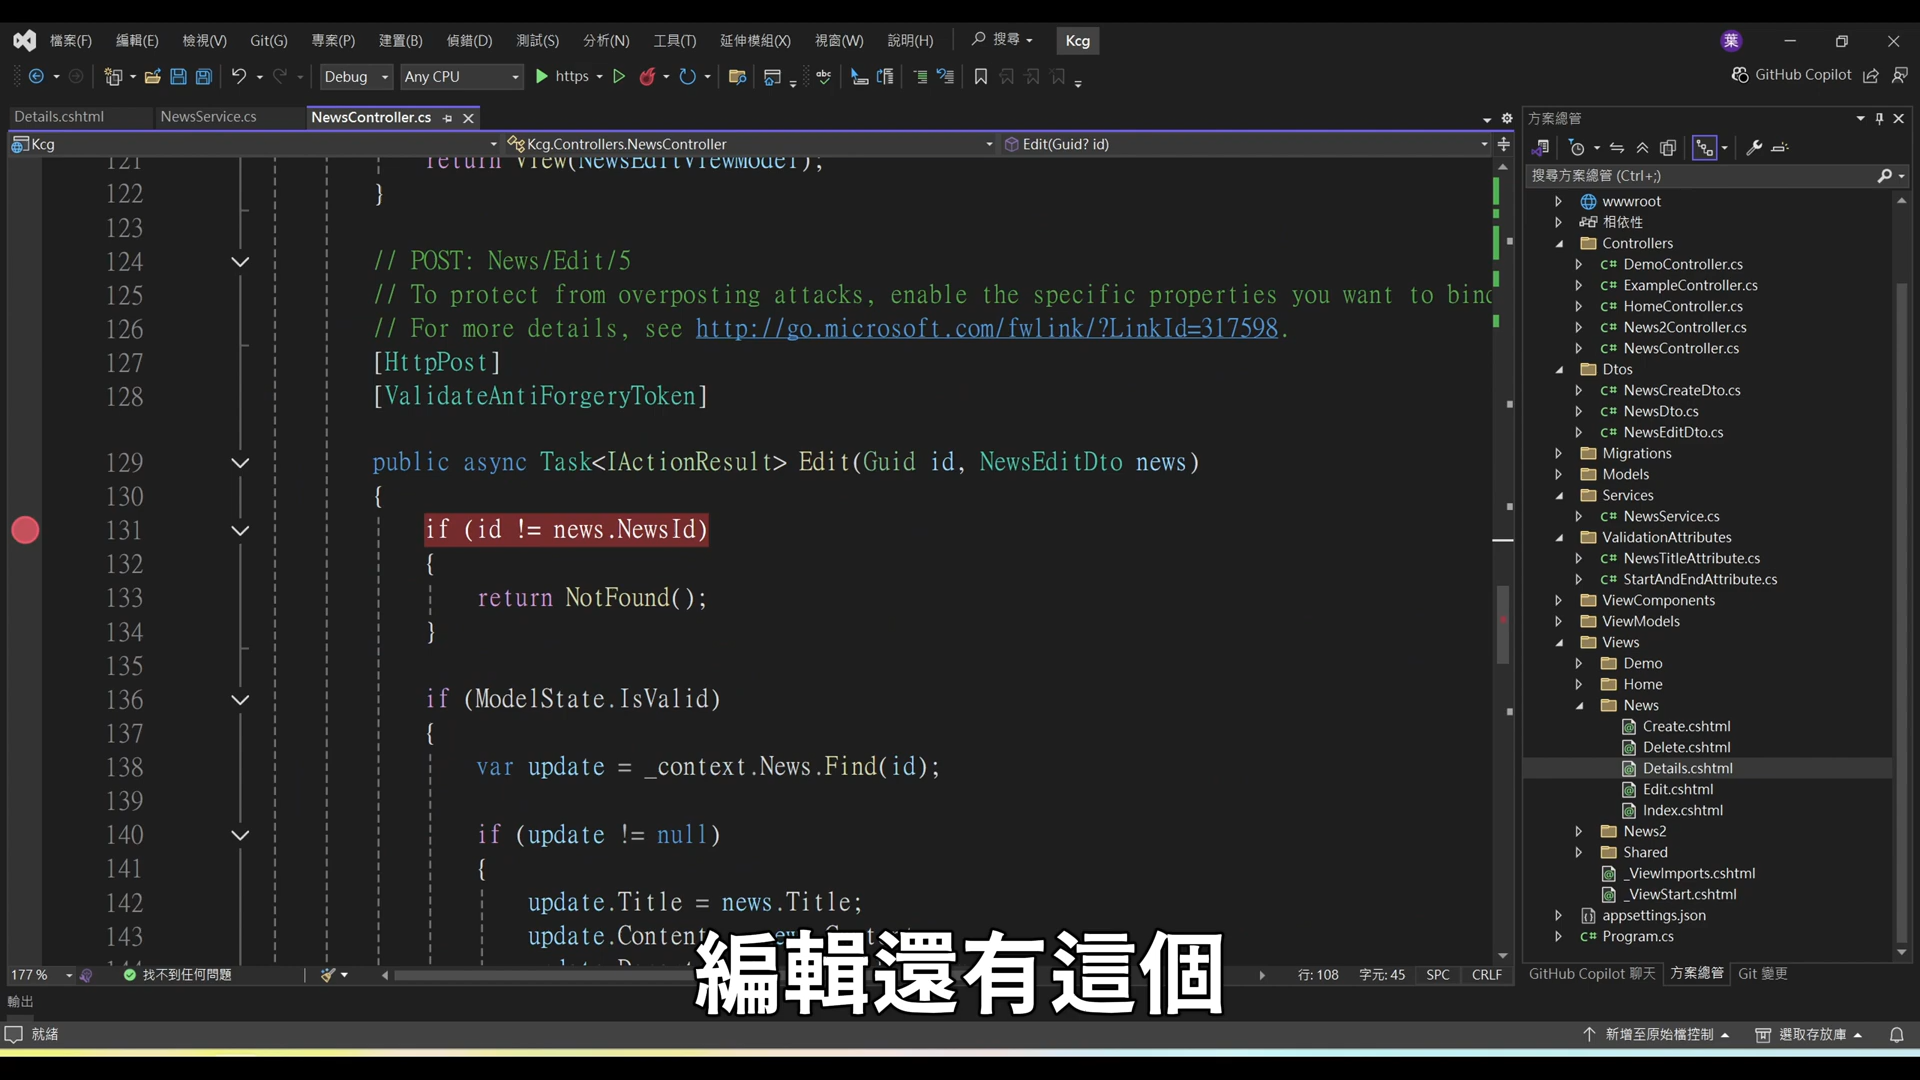 檔案(F) 編輯(E) 檢視(V) Git(G) 專案(P) 建置(B) 偵錯(D) 測試(S) 分析(N) 工具(T) 延伸模組(X) 視窗(W) 說明(H) 搜尋 Kcg 葉
Debug Any CPU https abc GitHub Copilot
Details.cshtml NewsService.cs NewsController.cs
Kcg Kcg.Controllers.NewsController Edit(Guid? id)
121 return View(NewsEditViewModel);
122 }
123
124 // POST: News/Edit/5
125 // To protect from overposting attacks, enable the specific properties you want to bind
126 // For more details, see http://go.microsoft.com/fwlink/?LinkId=317598.
127 [HttpPost]
128 [ValidateAntiForgeryToken]
129 public async Task<IActionResult> Edit(Guid id, NewsEditDto news)
130 {
131 if (id != news.NewsId)
132 {
133 return NotFound();
134 }
135
136 if (ModelState.IsValid)
137 {
138 var update = _context.News.Find(id);
139
140 if (update != null)
141 {
142 update.Title = news.Title;
143 update.Content
177 % 找不到任何問題 行: 108 字元: 45 SPC CRLF
編輯還有這個
輸出
就緒
方案總管
搜尋方案總管 (Ctrl+;)
wwwroot
相依性
Controllers
C# DemoController.cs
C# ExampleController.cs
C# HomeController.cs
C# News2Controller.cs
C# NewsController.cs
Dtos
C# NewsCreateDto.cs
C# NewsDto.cs
C# NewsEditDto.cs
Migrations
Models
Services
C# NewsService.cs
ValidationAttributes
C# NewsTitleAttribute.cs
C# StartAndEndAttribute.cs
ViewComponents
ViewModels
Views
Demo
Home
News
Create.cshtml
Delete.cshtml
Details.cshtml
Edit.cshtml
Index.cshtml
News2
Shared
_ViewImports.cshtml
_ViewStart.cshtml
appsettings.json
C# Program.cs
GitHub Copilot 聊天 方案總管 Git 變更
新增至原始檔控制 選取存放庫